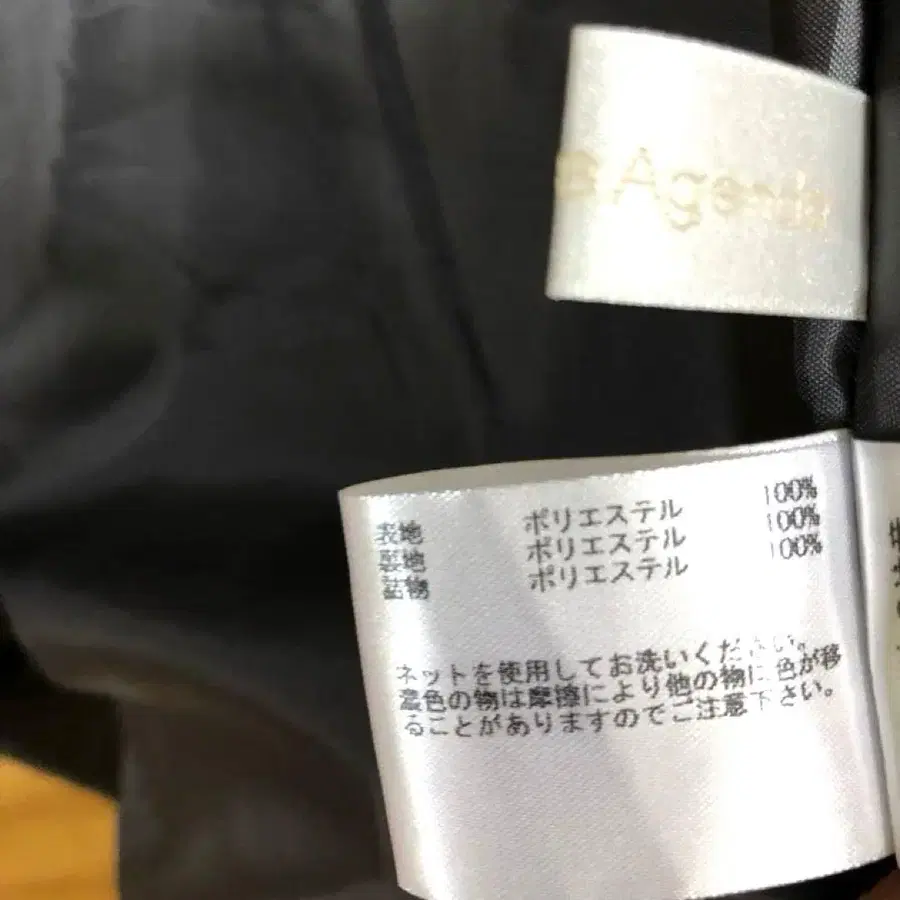 Agenda
表地 ポリエステル 100%
裏地 ポリエステル 100%
詰物 ポリエステル 100%
ネットを使用してお洗いください。
濃色の物は摩擦により他の物に色が移
ることがありますのでご注意下さい。